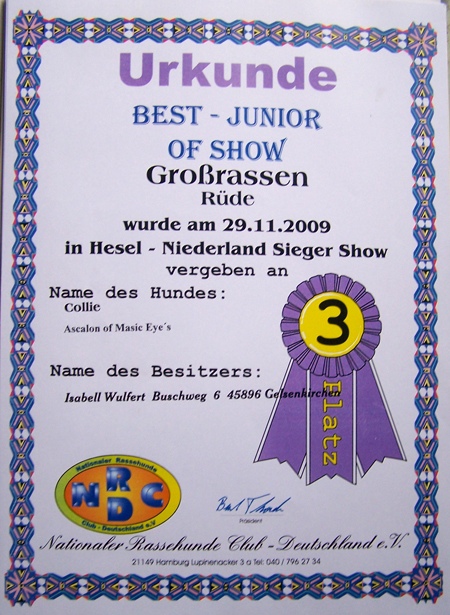 Urkunde
BEST - JUNIOR
OF SHOW
Großrassen
Rüde
wurde am 29.11.2009
in Hesel - Niederland Sieger Show
vergeben an
Name des Hundes:
Collie
Ascalon of Masic Eye´s
3
Platz
Name des Besitzers:
Isabell Wulfert Buschweg 6 45896 Gelsenkirchen
Nationaler Rassehunde
NRDC
Club - Deutschland e.V
Präsident
Nationaler Rassehunde Club - Deutschland e.V.
21149 Hamburg Lupinenacker 3 a Tel: 040 / 796 27 34